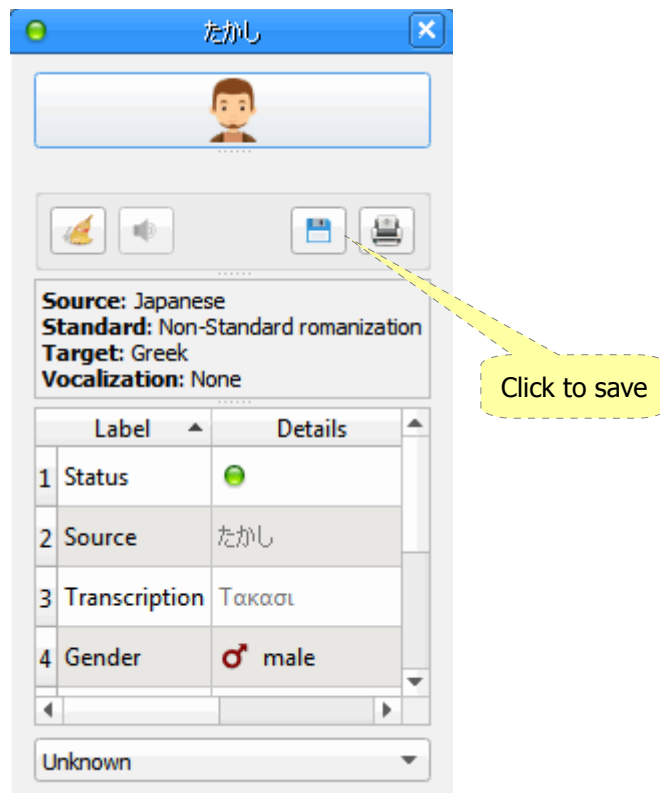 たかし
Source: Japanese
Standard: Non-Standard romanization
Target: Greek
Vocalization: None
Click to save
Label Details
1 Status
2 Source たかし
3 Transcription Τακασι
4 Gender male
Unknown